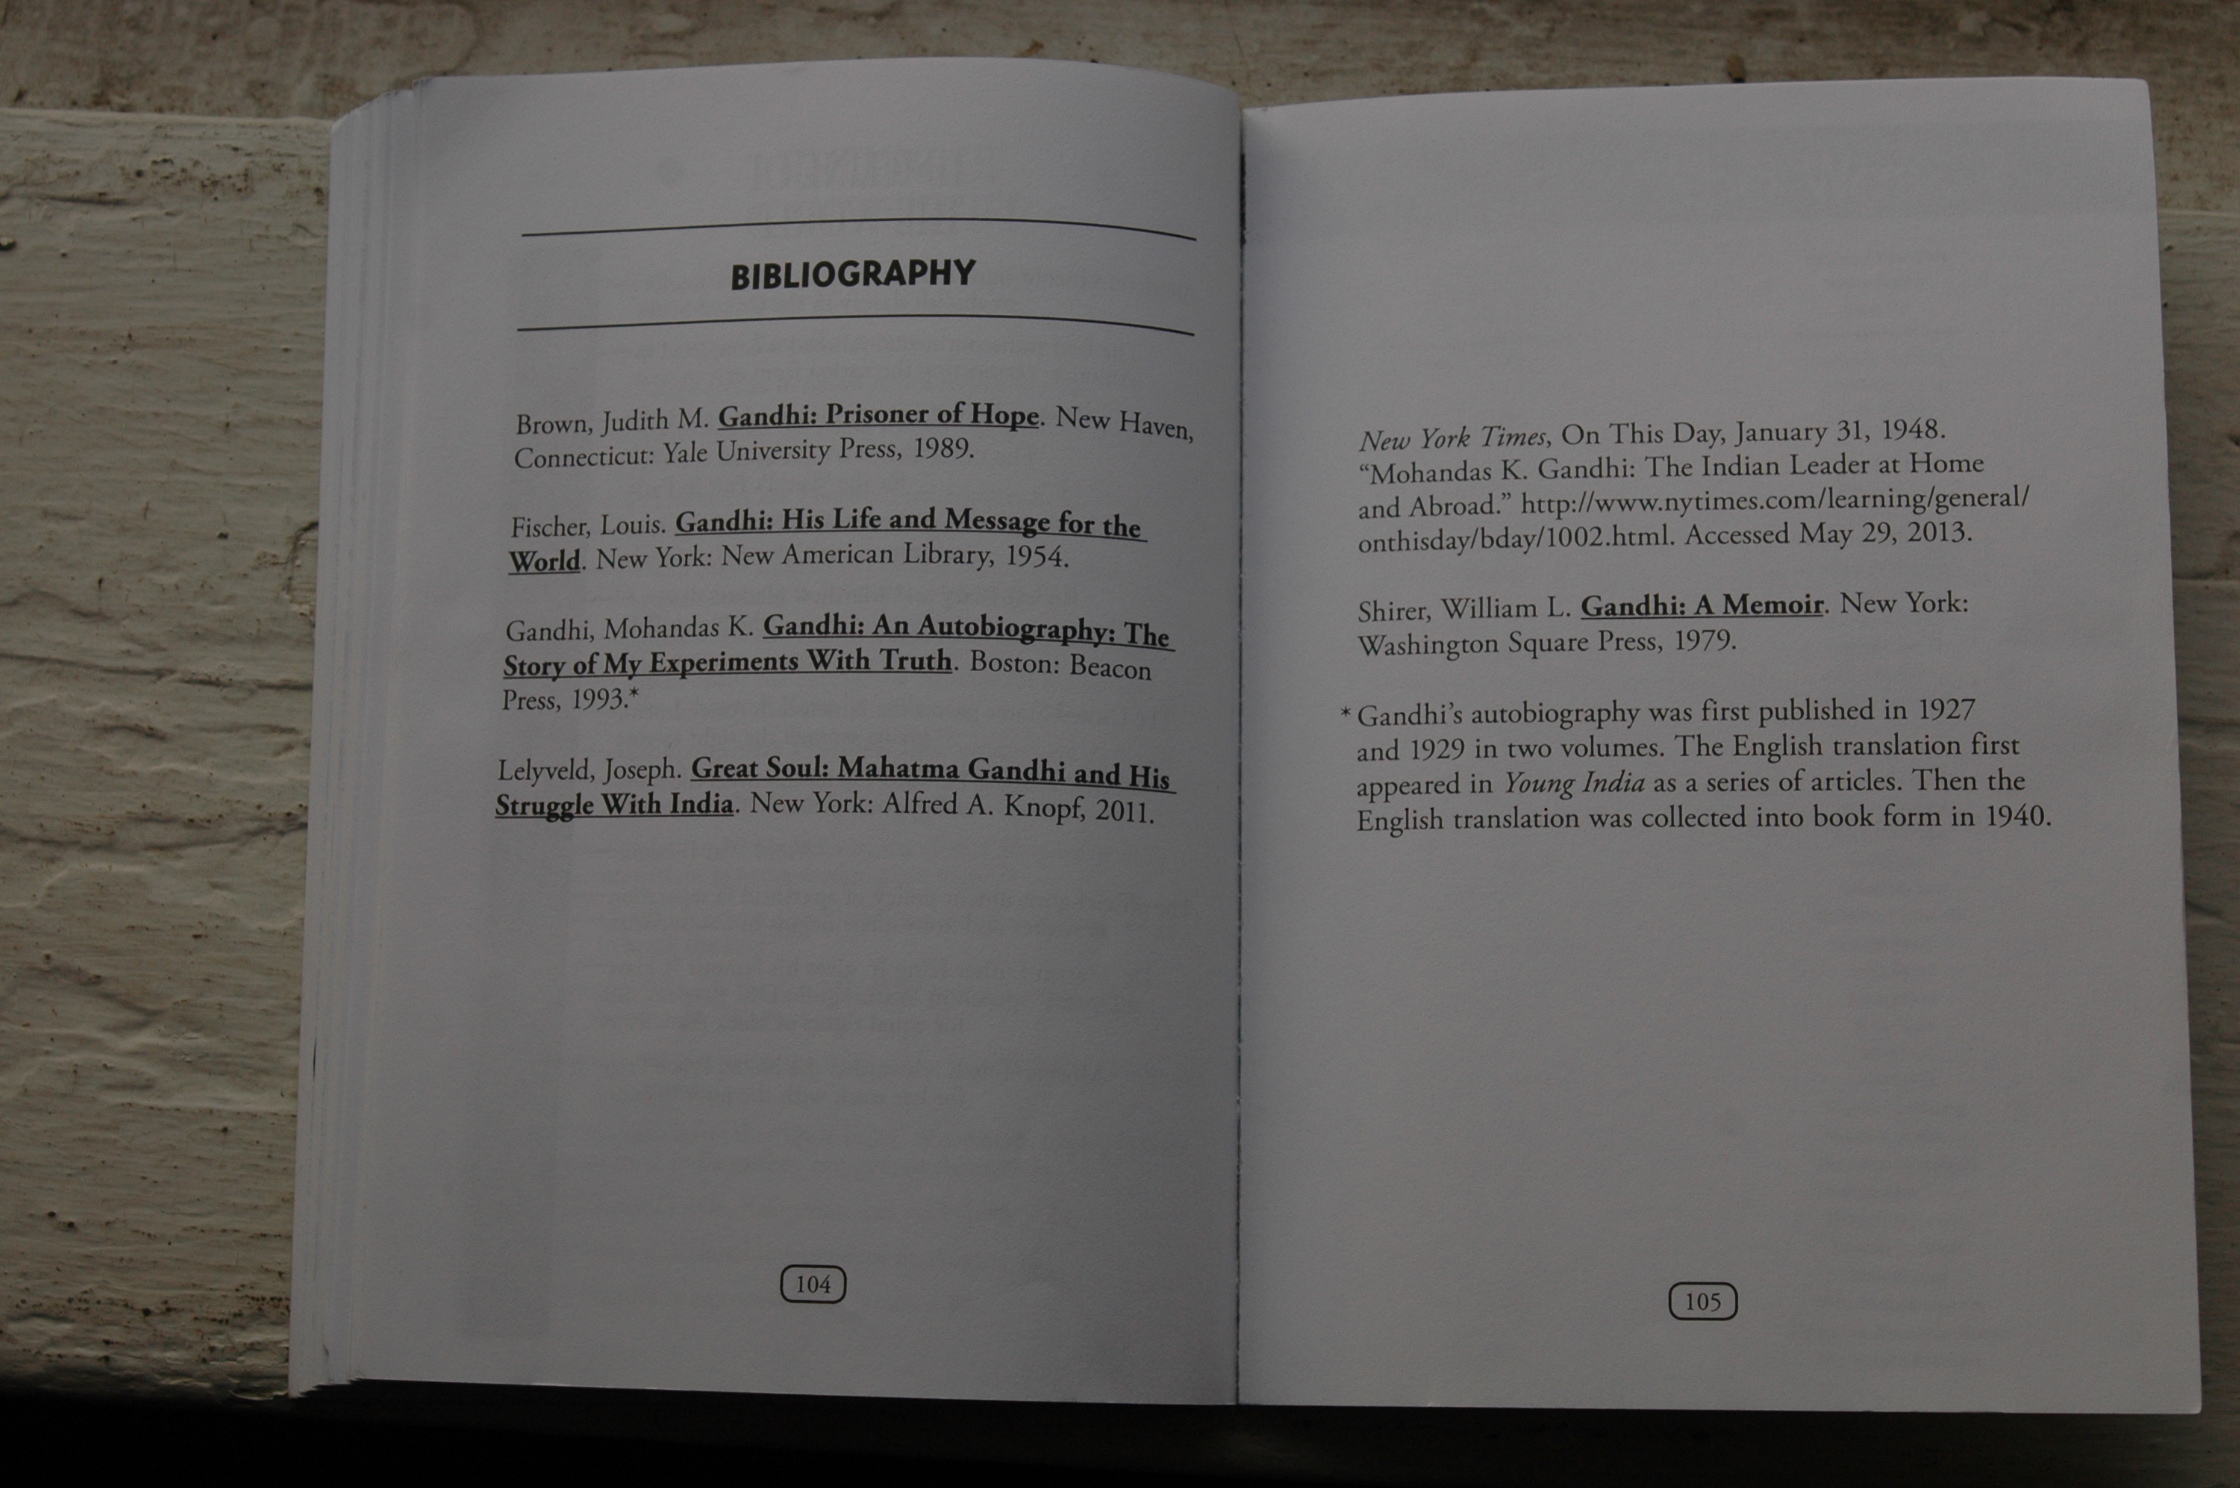 BIBLIOGRAPHY
Brown, Judith M. Gandhi: Prisoner of Hope. New Haven,
Connecticut: Yale University Press, 1989.
Fischer, Louis. Gandhi: His Life and Message for the
World. New York: New American Library, 1954.
Gandhi, Mohandas K. Gandhi: An Autobiography: The
Story of My Experiments With Truth. Boston: Beacon
Press, 1993.*
Lelyveld, Joseph. Great Soul: Mahatma Gandhi and His
Struggle With India. New York: Alfred A. Knopf, 2011.
104
New York Times, On This Day, January 31, 1948.
“Mohandas K. Gandhi: The Indian Leader at Home
and Abroad.” http://www.nytimes.com/learning/general/
onthisday/bday/1002.html. Accessed May 29, 2013.
Shirer, William L. Gandhi: A Memoir. New York:
Washington Square Press, 1979.
* Gandhi’s autobiography was first published in 1927
and 1929 in two volumes. The English translation first
appeared in Young India as a series of articles. Then the
English translation was collected into book form in 1940.
105